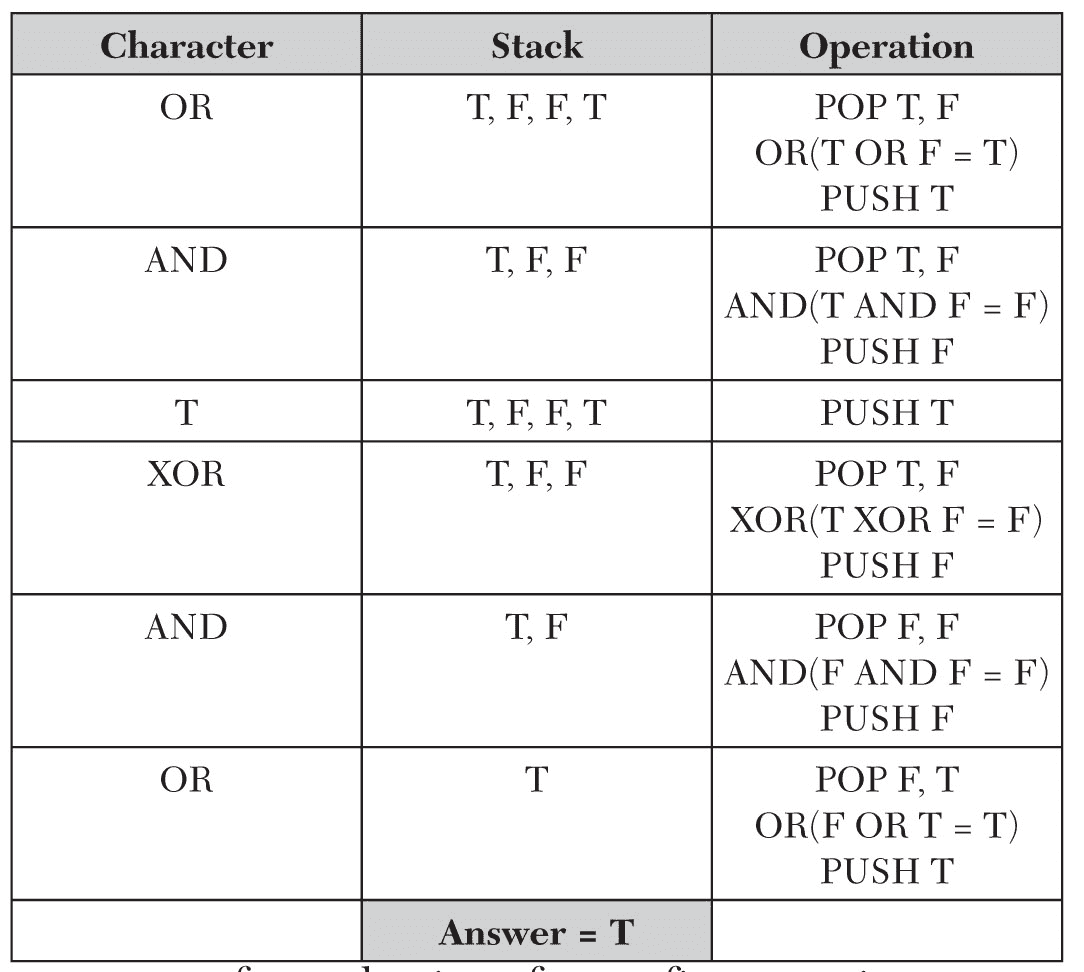 Character Stack Operation
OR T, F, F, T POP T, F
OR(T OR F = T)
PUSH T
AND T, F, F POP T, F
AND(T AND F = F)
PUSH F
T T, F, F, T PUSH T
XOR T, F, F POP T, F
XOR(T XOR F = F)
PUSH F
AND T, F POP F, F
AND(F AND F = F)
PUSH F
OR T POP F, T
OR(F OR T = T)
PUSH T
Answer = T